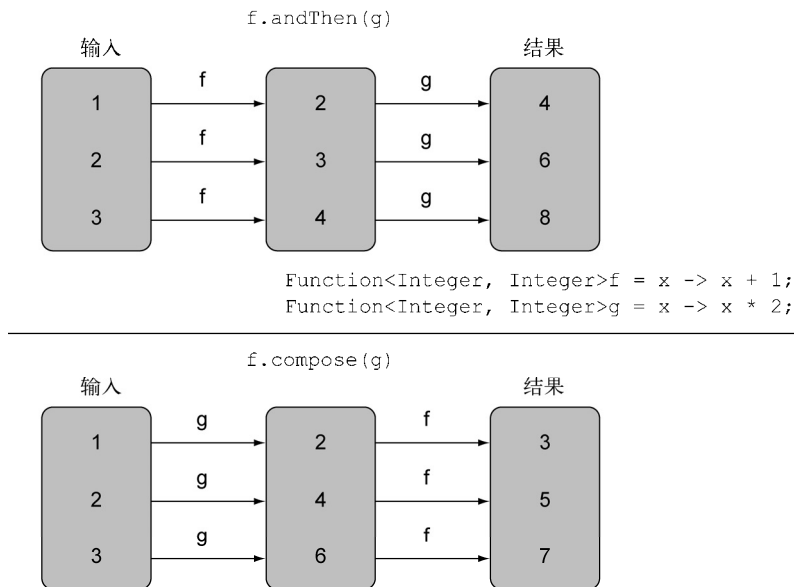 f.andThen(g)
输入 结果
f g
1 2 4
f g
2 3 6
f g
3 4 8
Function<Integer, Integer>f = x -> x + 1;
Function<Integer, Integer>g = x -> x * 2;
f.compose(g)
输入 结果
g f
1 2 3
g f
2 4 5
g f
3 6 7